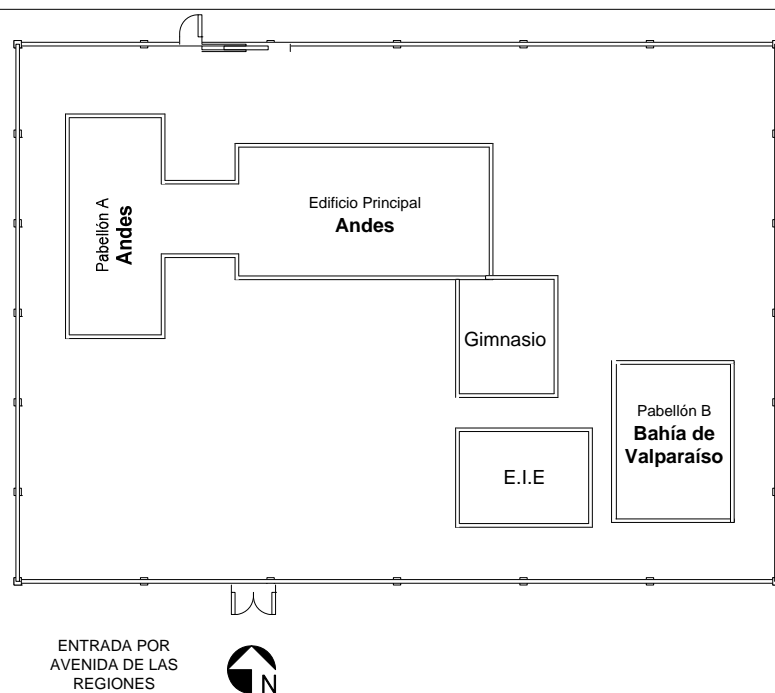 Edificio Principal
Andes
Pabellón A
Andes
Gimnasio
Pabellón B
Bahía de
Valparaíso
E.I.E
ENTRADA POR
AVENIDA DE LAS
REGIONES
N